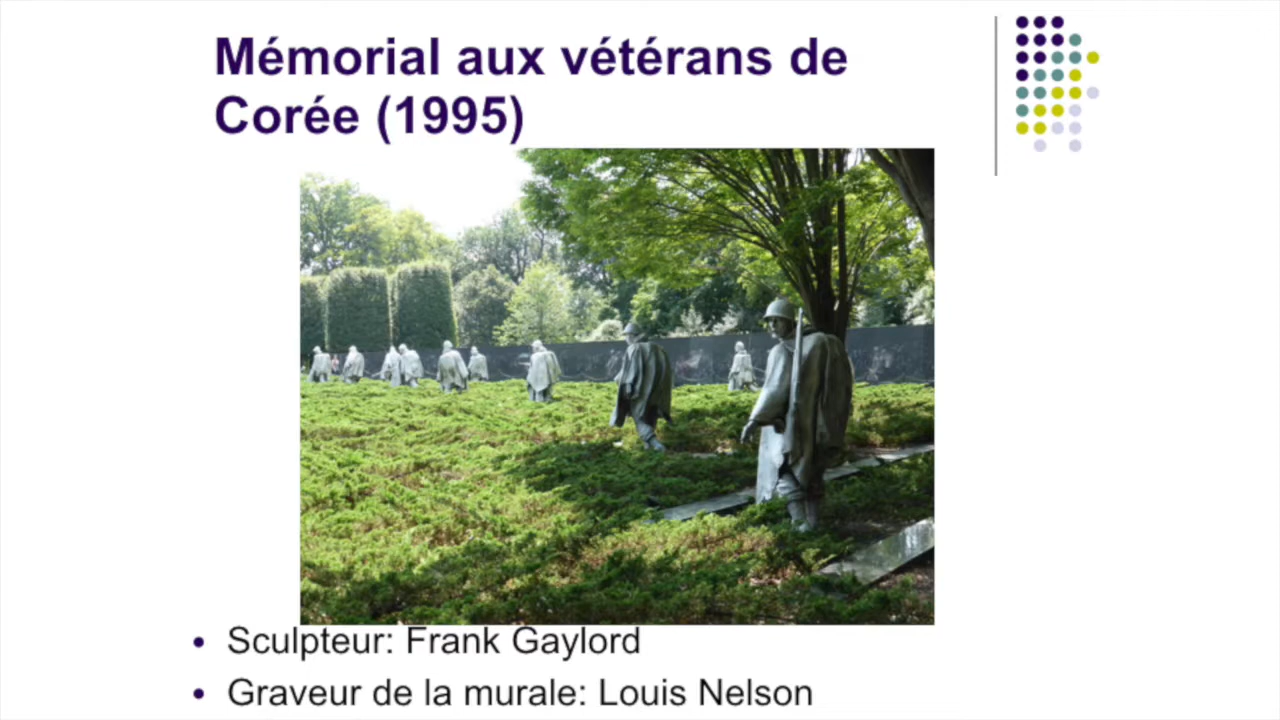 Mémorial aux vétérans de
Corée (1995)
Sculpteur: Frank Gaylord
Graveur de la murale: Louis Nelson